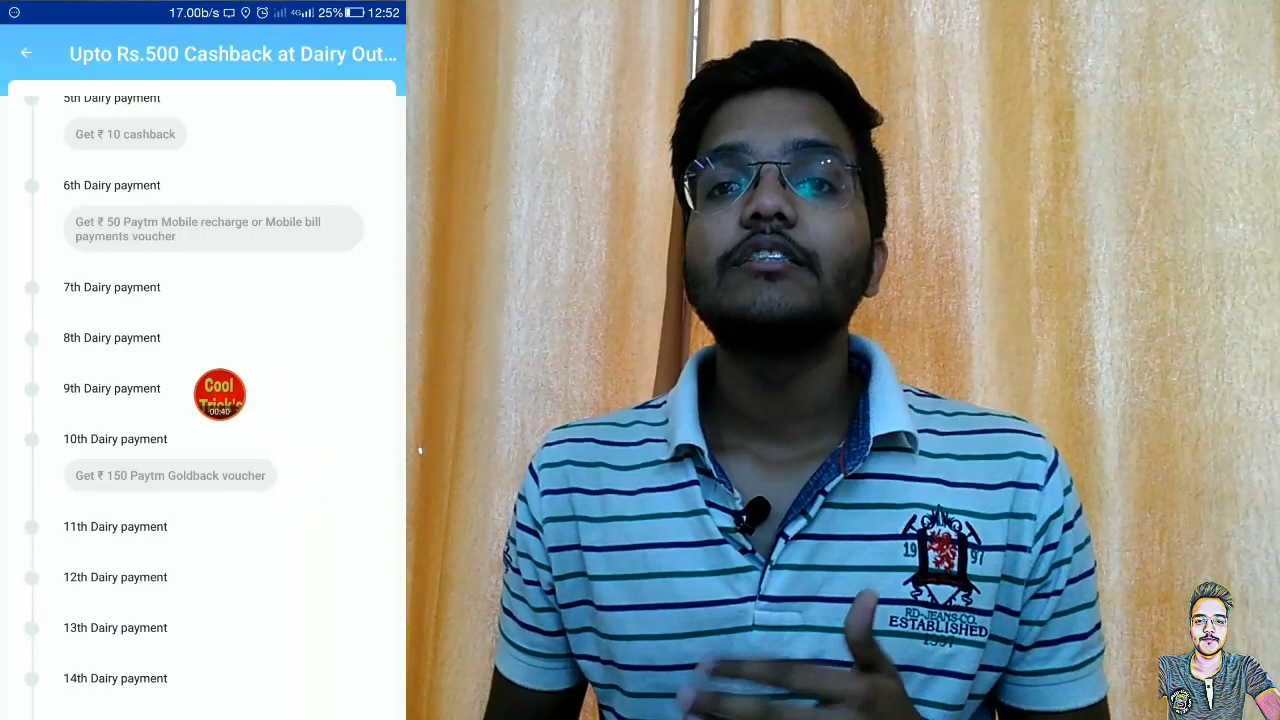 17.00b/s 4G 25% 12:52
Upto Rs.500 Cashback at Dairy Out...
5th Dairy payment
Get ₹ 10 cashback
6th Dairy payment
Get ₹ 50 Paytm Mobile recharge or Mobile bill
payments voucher
7th Dairy payment
8th Dairy payment
9th Dairy payment
Cool
Trick's
00:40
10th Dairy payment
Get ₹ 150 Paytm Goldback voucher
11th Dairy payment
12th Dairy payment
13th Dairy payment
14th Dairy payment
19 97
RD-JEANS-CO.
ESTABLISHED
1997